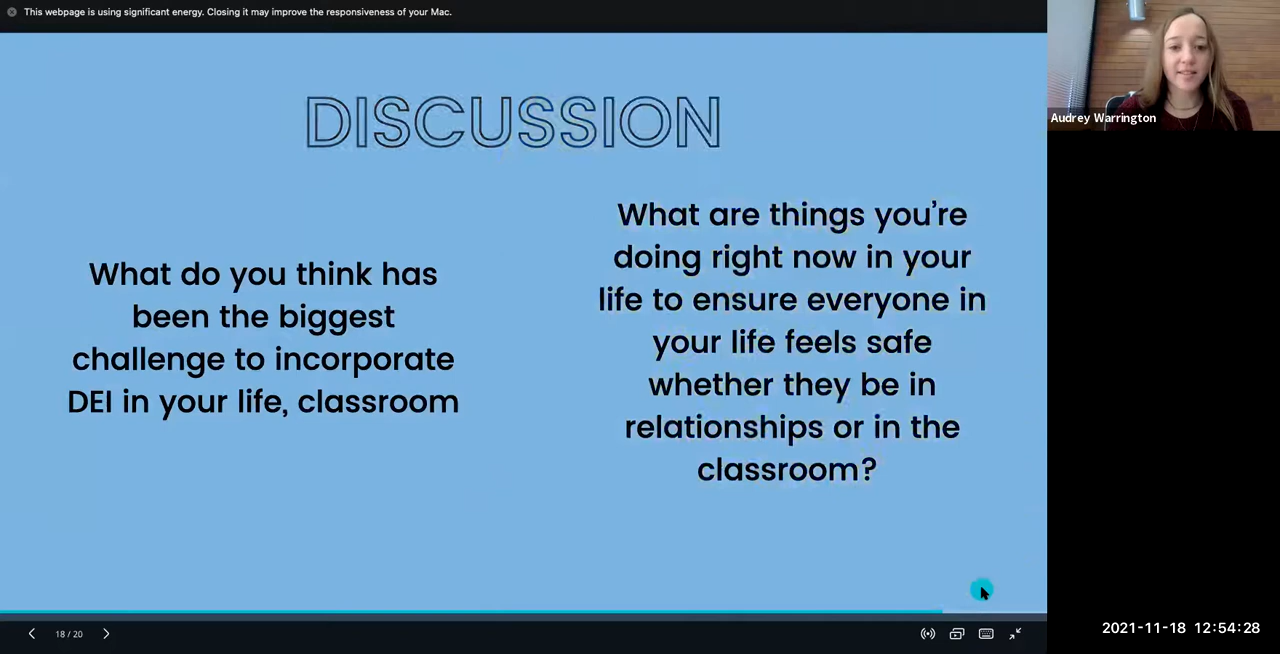 This webpage is using significant energy. Closing it may improve the responsiveness of your Mac.
DISCUSSION
What do you think has
been the biggest
challenge to incorporate
DEI in your life, classroom
What are things you’re
doing right now in your
life to ensure everyone in
your life feels safe
whether they be in
relationships or in the
classroom?
18 / 20
Audrey Warrington
2021-11-18 12:54:28